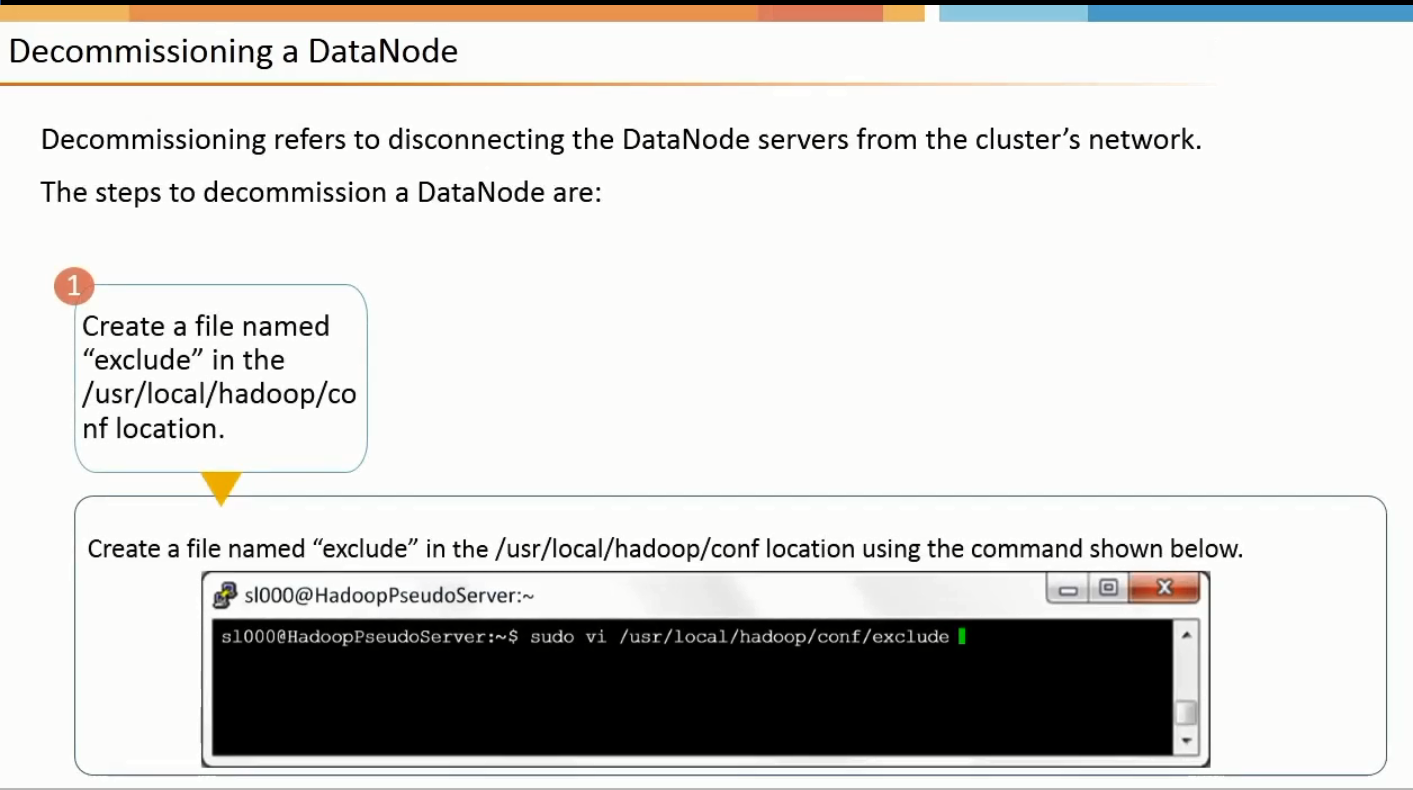 Decommissioning a DataNode
Decommissioning refers to disconnecting the DataNode servers from the cluster’s network.
The steps to decommission a DataNode are:
1
Create a file named
“exclude” in the
/usr/local/hadoop/co
nf location.
Create a file named “exclude” in the /usr/local/hadoop/conf location using the command shown below.
sl000@HadoopPseudoServer:~
sl000@HadoopPseudoServer:~$ sudo vi /usr/local/hadoop/conf/exclude